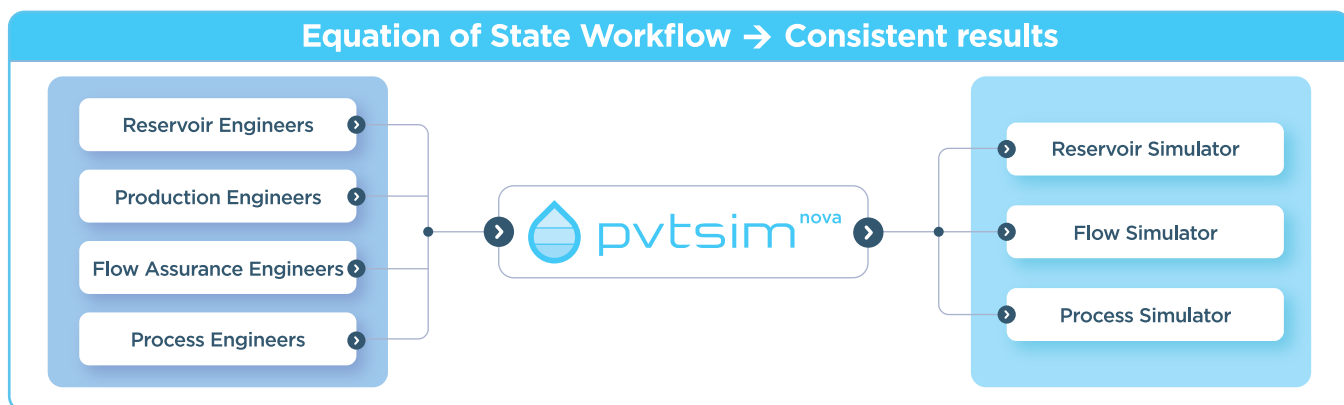 Equation of State Workflow → Consistent results
Reservoir Engineers
Production Engineers
Flow Assurance Engineers
Process Engineers
pvtsim nova
Reservoir Simulator
Flow Simulator
Process Simulator